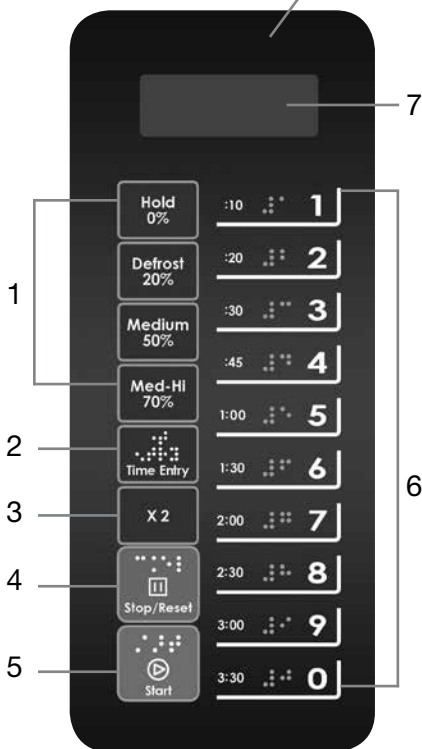 7
Hold
0%
:10 ⠼⠁ 1
Defrost
20%
:20 ⠼⠃ 2
1
Medium
50%
:30 ⠼⠉ 3
Med-Hi
70%
:45 ⠼⠙ 4
1:00 ⠼⠑ 5
2
Time Entry
1:30 ⠼⠋ 6
6
3
X 2
2:00 ⠼⠛ 7
4
Stop/Reset
2:30 ⠼⠓ 8
3:00 ⠼⠊ 9
5
Start
3:30 ⠼⠚ 0